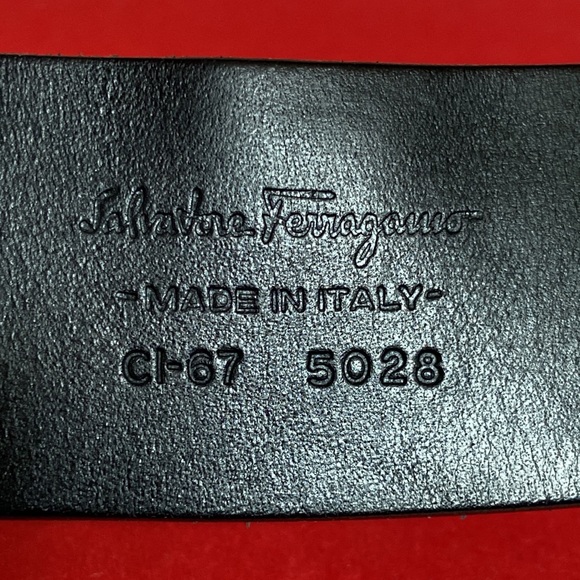 Salvatore Ferragamo
-MADE IN ITALY-
CI-67 5028